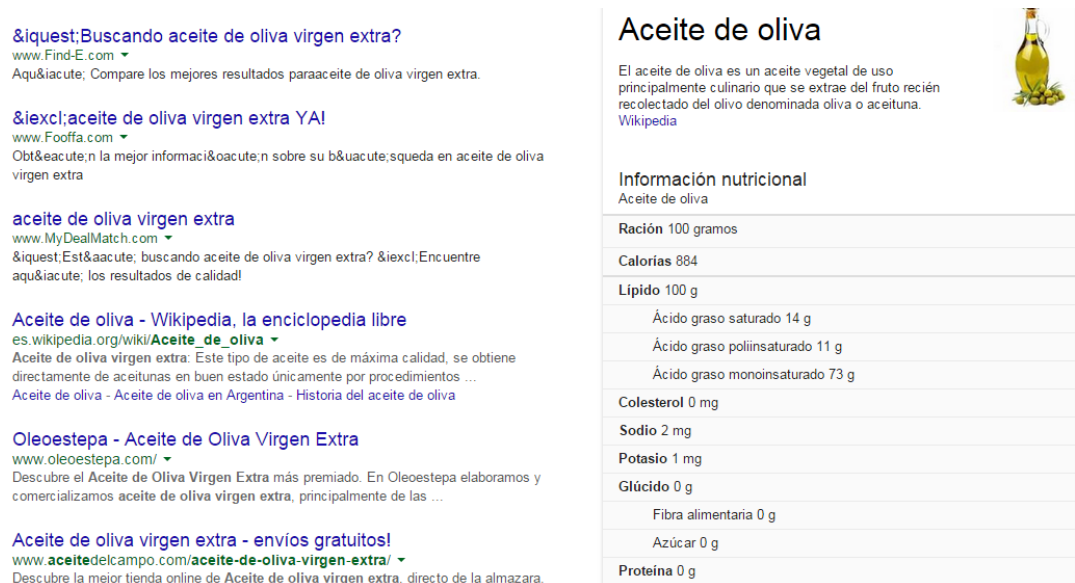 &iquest;Buscando aceite de oliva virgen extra?
www.Find-E.com
Aqu&iacute; Compare los mejores resultados paraaceite de oliva virgen extra.
&iexcl;aceite de oliva virgen extra YA!
www.Fooffa.com
Obt&eacute;n la mejor informaci&oacute;n sobre su b&uacute;squeda en aceite de oliva
virgen extra
aceite de oliva virgen extra
www.MyDealMatch.com
&iquest;Est&aacute; buscando aceite de oliva virgen extra? &iexcl;Encuentre
aqu&iacute; los resultados de calidad!
Aceite de oliva - Wikipedia, la enciclopedia libre
es.wikipedia.org/wiki/Aceite_de_oliva
Aceite de oliva virgen extra: Este tipo de aceite es de máxima calidad, se obtiene
directamente de aceitunas en buen estado únicamente por procedimientos ...
Aceite de oliva - Aceite de oliva en Argentina - Historia del aceite de oliva
Oleoestepa - Aceite de Oliva Virgen Extra
www.oleoestepa.com/
Descubre el Aceite de Oliva Virgen Extra más premiado. En Oleoestepa elaboramos y
comercializamos aceite de oliva virgen extra, principalmente de las ...
Aceite de oliva virgen extra - envíos gratuitos!
www.aceitedelcampo.com/aceite-de-oliva-virgen-extra/
Descubre la mejor tienda online de Aceite de oliva virgen extra, directo de la almazara.
Aceite de oliva
El aceite de oliva es un aceite vegetal de uso
principalmente culinario que se extrae del fruto recién
recolectado del olivo denominada oliva o aceituna.
Wikipedia
Información nutricional
Aceite de oliva
Ración 100 gramos
Calorías 884
Lípido 100 g
Ácido graso saturado 14 g
Ácido graso poliinsaturado 11 g
Ácido graso monoinsaturado 73 g
Colesterol 0 mg
Sodio 2 mg
Potasio 1 mg
Glúcido 0 g
Fibra alimentaria 0 g
Azúcar 0 g
Proteína 0 g